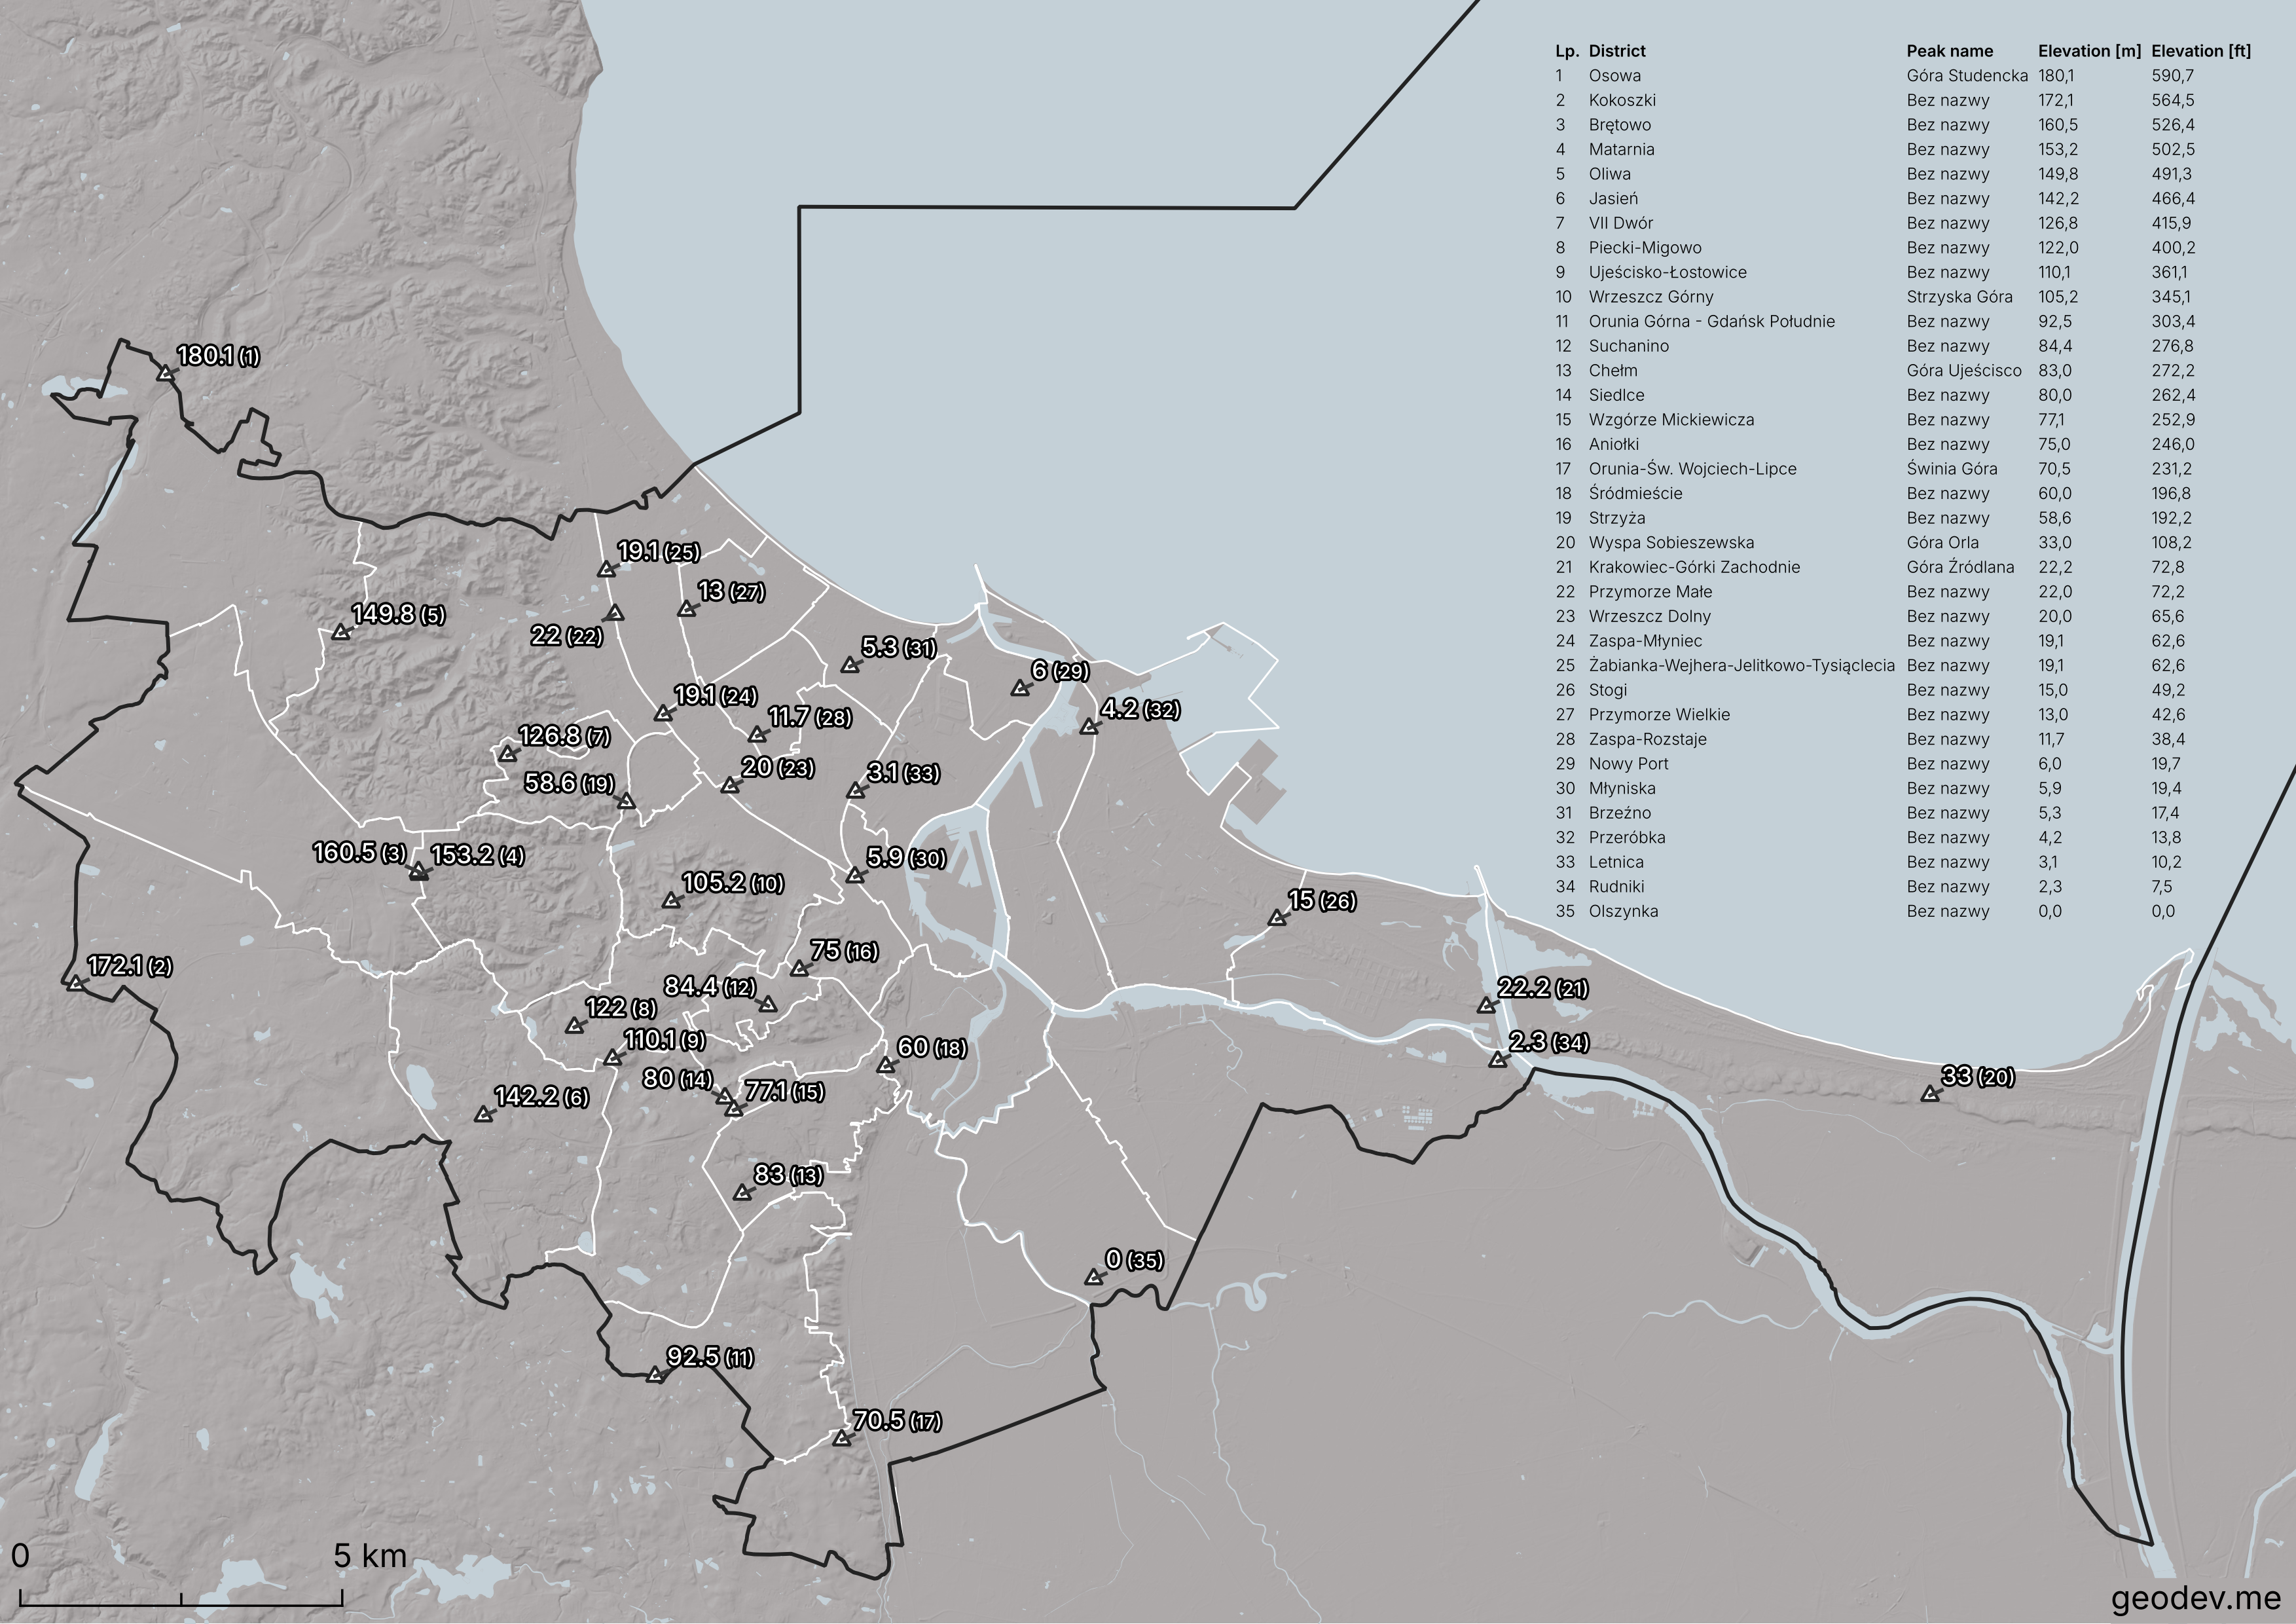 Lp. District Peak name Elevation [m] Elevation [ft]
1 Osowa Góra Studencka 180,1 590,7
2 Kokoszki Bez nazwy 172,1 564,5
3 Brętowo Bez nazwy 160,5 526,4
4 Matarnia Bez nazwy 153,2 502,5
5 Oliwa Bez nazwy 149,8 491,3
6 Jasień Bez nazwy 142,2 466,4
7 VII Dwór Bez nazwy 126,8 415,9
8 Piecki-Migowo Bez nazwy 122,0 400,2
9 Ujeścisko-Łostowice Bez nazwy 110,1 361,1
10 Wrzeszcz Górny Strzyska Góra 105,2 345,1
11 Orunia Górna - Gdańsk Południe Bez nazwy 92,5 303,4
12 Suchanino Bez nazwy 84,4 276,8
13 Chełm Góra Ujeścisco 83,0 272,2
14 Siedlce Bez nazwy 80,0 262,4
15 Wzgórze Mickiewicza Bez nazwy 77,1 252,9
16 Aniołki Bez nazwy 75,0 246,0
17 Orunia-Św. Wojciech-Lipce Świnia Góra 70,5 231,2
18 Śródmieście Bez nazwy 60,0 196,8
19 Strzyża Bez nazwy 58,6 192,2
20 Wyspa Sobieszewska Góra Orla 33,0 108,2
21 Krakowiec-Górki Zachodnie Góra Źródlana 22,2 72,8
22 Przymorze Małe Bez nazwy 22,0 72,2
23 Wrzeszcz Dolny Bez nazwy 20,0 65,6
24 Zaspa-Młyniec Bez nazwy 19,1 62,6
25 Żabianka-Wejhera-Jelitkowo-Tysiąclecia Bez nazwy 19,1 62,6
26 Stogi Bez nazwy 15,0 49,2
27 Przymorze Wielkie Bez nazwy 13,0 42,6
28 Zaspa-Rozstaje Bez nazwy 11,7 38,4
29 Nowy Port Bez nazwy 6,0 19,7
30 Młyniska Bez nazwy 5,9 19,4
31 Brzeźno Bez nazwy 5,3 17,4
32 Przeróbka Bez nazwy 4,2 13,8
33 Letnica Bez nazwy 3,1 10,2
34 Rudniki Bez nazwy 2,3 7,5
35 Olszynka Bez nazwy 0,0 0,0
180.1 (1)
19.1 (25)
13 (27)
149.8 (5)
22 (22)
5.3 (31)
6 (29)
19.1 (24)
4.2 (32)
11.7 (28)
126.8 (7)
20 (23)
3.1 (33)
58.6 (19)
160.5 (3)
153.2 (4)
5.9 (30)
105.2 (10)
15 (26)
75 (16)
172.1 (2)
84.4 (12)
22.2 (21)
122 (8)
110.1 (9)
2.3 (34)
60 (18)
80 (14)
77.1 (15)
33 (20)
142.2 (6)
83 (13)
0 (35)
92.5 (11)
70.5 (17)
0 5 km
geodev.me